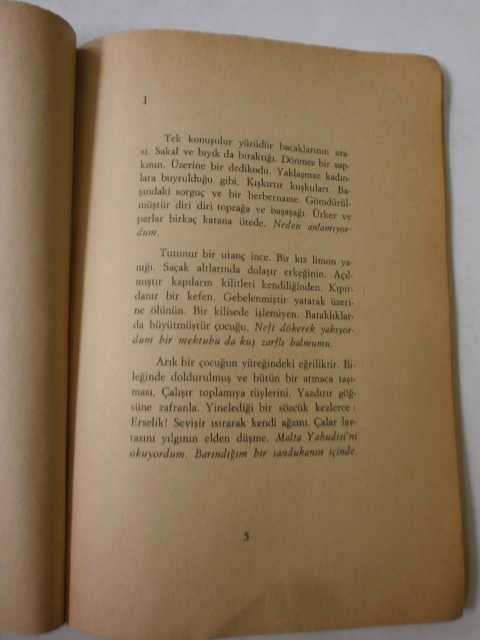 I
Tek konuşulur yürüdür bacaklarının ara-
sı. Sakal ve bıyık da bıraktığı. Dönmez bir sap-
kının. Üzerine bir dedikodu. Yaklaşmaz kadın-
lara buyrulduğu gibi. Kışkırtır kuşkuları. Ba-
şındaki sorguç ve bir berbername. Gömdürül-
müştür diri diri toprağa ve başaşağı. Ürker ve
parlar birkaç katana ötede. Neden anlamıyor-
dum.
Tutunur bir utanç ince. Bir kız limon ya-
nığı. Saçak altlarında dolaşır erkeğinin. Açıl-
mıştır kapıların kilitleri kendiliğinden. Kıpır-
danır bir kefen. Gebelenmiştir yatarak üzeri-
ne ölünün. Bir kilisede işlemiyen. Bataklıklar-
da büyütmüştür çocuğu. Neft dökerek yakıyor-
dum bir mektubu da kuş zarflı balmumu.
Arık bir çocuğun yüreğindeki eğriliktir. Bi-
leğinde doldurulmuş ve bütün bir atmaca taşı-
ması. Çalışır toplamıya tüylerini. Yazdırır göğ-
süne zafranla. Yinelediği bir sözcük kezlerce :
Erselik! Sevişir ısırarak kendi ağzını. Çalar
tasını yılgının elden düşme. Malta Yahudisi'ni
okuyordum. Barındığım bir sandukanın içinde.
5